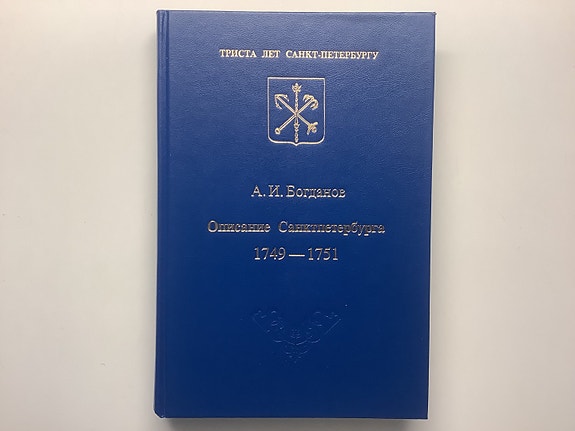 ТРИСТА ЛЕТ САНКТ-ПЕТЕРБУРГУ
А. И. Богданов
Описание Санктпетербурга
1749 — 1751